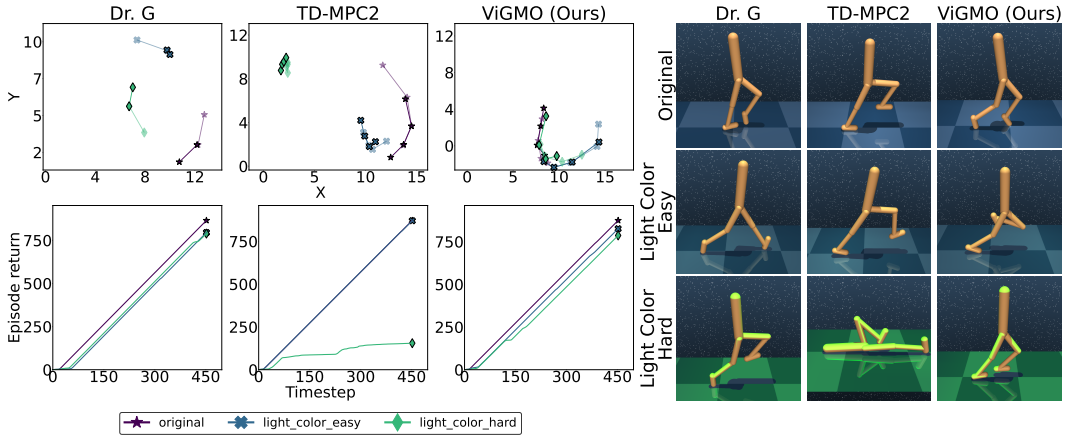 Dr. G
TD-MPC2
ViGMO (Ours)
Dr. G
TD-MPC2
ViGMO (Ours)
Y
10
7
5
2
0
4
8
12
12
8
4
0
0
5
10
15
X
12
8
4
0
0
5
10
15
Original
Light Color
Easy
Light Color
Hard
Episode return
750
500
250
0
0
150
300
450
750
500
250
0
0
150
300
450
Timestep
750
500
250
0
0
150
300
450
original
light_color_easy
light_color_hard